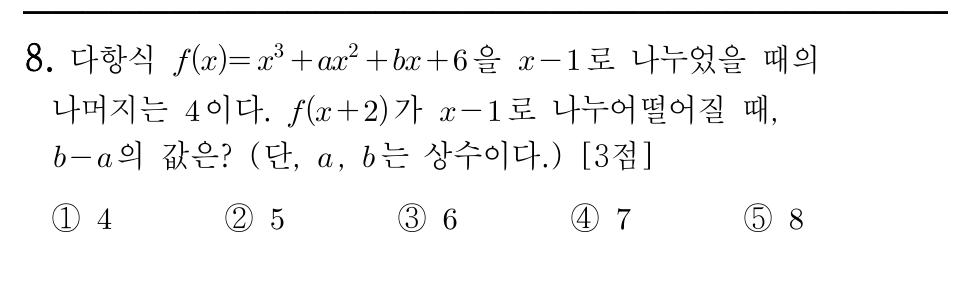 8. 다항식 f(x)=x³+ax²+bx+6을 x-1로 나누었을 때의
나머지는 4이다. f(x+2)가 x-1로 나누어떨어질 때,
b-a의 값은? (단, a, b는 상수이다.) [3점]
① 4 ② 5 ③ 6 ④ 7 ⑤ 8